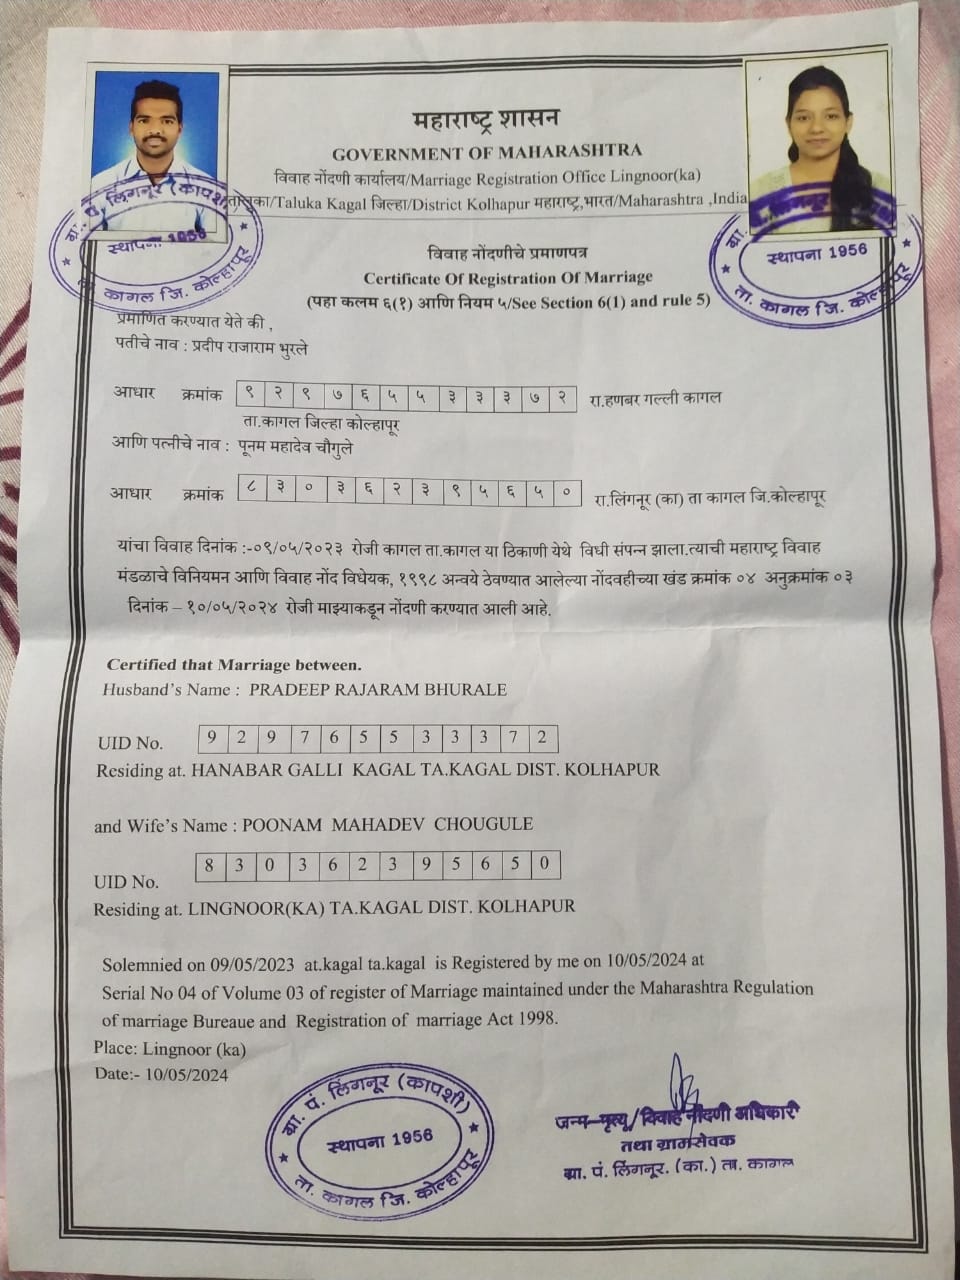 महाराष्ट्र शासन
GOVERNMENT OF MAHARASHTRA
विवाह नोंदणी कार्यालय/Marriage Registration Office Lingnoor(ka)
तालुका/Taluka Kagal जिल्हा/District Kolhapur महाराष्ट्र,भारत/Maharashtra ,India
ग्रा. पं. लिंगनूर (कापशी)
स्थापना 1956
ता. कागल जि. कोल्हापूर
स्थापना 1956
ता. कागल जि. कोल्हापूर
विवाह नोंदणीचे प्रमाणपत्र
Certificate Of Registration Of Marriage
(पहा कलम ६(१) आणि नियम ५/See Section 6(1) and rule 5)
प्रमाणित करण्यात येते की ,
पतीचे नाव : प्रदीप राजाराम भुरले
आधार क्रमांक ९ २ ९ ७ ६ ५ ५ ३ ३ ३ ७ २ रा.हणबर गल्ली कागल
ता.कागल जिल्हा कोल्हापूर
आणि पत्नीचे नाव : पूनम महादेव चौगुले
आधार क्रमांक ८ ३ ० ३ ६ २ ३ ९ ५ ६ ५ ० रा.लिंगनूर (का) ता कागल जि.कोल्हापूर
यांचा विवाह दिनांक :-०९/०५/२०२३ रोजी कागल ता.कागल या ठिकाणी येथे विधी संपन्न झाला.त्याची महाराष्ट्र विवाह
मंडळाचे विनियमन आणि विवाह नोंद विधेयक, १९९८ अन्वये ठेवण्यात आलेल्या नोंदवहीच्या खंड क्रमांक ०४ अनुक्रमांक ०३
दिनांक – १०/०५/२०२४ रोजी माझ्याकडून नोंदणी करण्यात आली आहे.
Certified that Marriage between.
Husband's Name : PRADEEP RAJARAM BHURALE
UID No. 9 2 9 7 6 5 5 3 3 3 7 2
Residing at. HANABAR GALLI KAGAL TA.KAGAL DIST. KOLHAPUR
and Wife's Name : POONAM MAHADEV CHOUGULE
UID No. 8 3 0 3 6 2 3 9 5 6 5 0
Residing at. LINGNOOR(KA) TA.KAGAL DIST. KOLHAPUR
Solemnied on 09/05/2023 at.kagal ta.kagal is Registered by me on 10/05/2024 at
Serial No 04 of Volume 03 of register of Marriage maintained under the Maharashtra Regulation
of marriage Bureaue and Registration of marriage Act 1998.
Place: Lingnoor (ka)
Date:- 10/05/2024
ग्रा. पं. लिंगनूर (कापशी)
स्थापना 1956
ता. कागल जि. कोल्हापूर
जन्म-मृत्यू/विवाह नोंदणी अधिकारी
तथा ग्रामसेवक
ग्रा. पं. लिंगनूर. (का.) ता. कागल